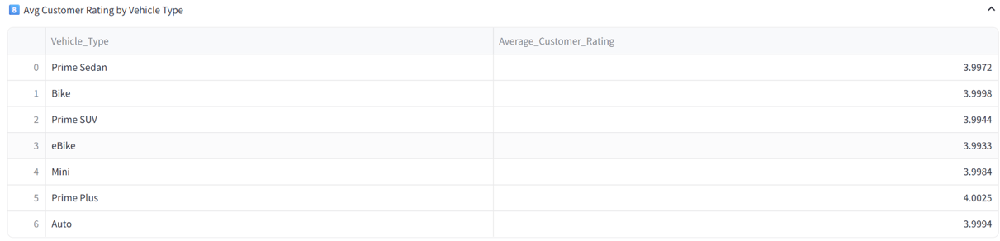 8 Avg Customer Rating by Vehicle Type
Vehicle_Type Average_Customer_Rating
0 Prime Sedan 3.9972
1 Bike 3.9998
2 Prime SUV 3.9944
3 eBike 3.9933
4 Mini 3.9984
5 Prime Plus 4.0025
6 Auto 3.9994